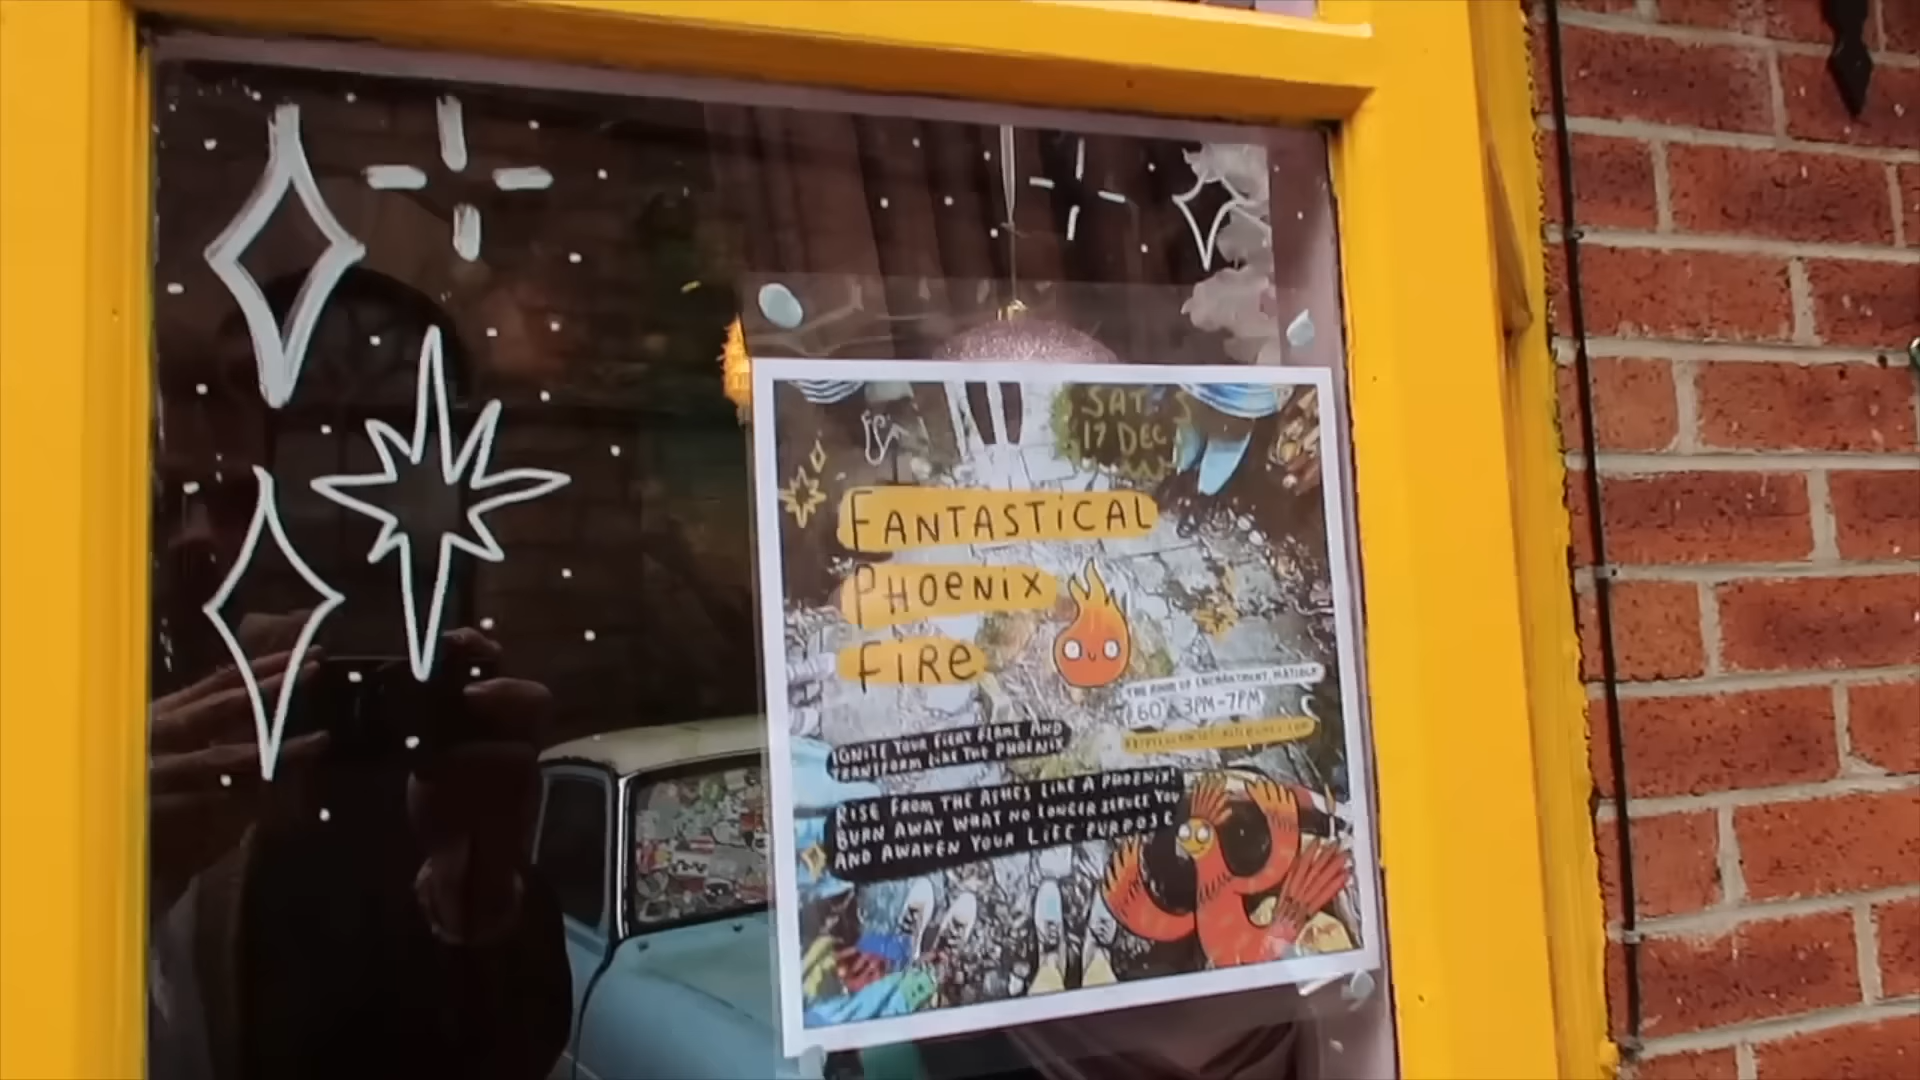 SAT
17 DEC
FANTASTiCAL
PHOENiX
FiRe
THE ROOM OF ENCHANTMENT, MATLOCK
£60 3PM-7PM
IGNITE YOUR FIERY FLAME AND
TRANSFORM LIKE THE PHOENIX
RISE FROM THE ASHES LIKE A PHOENIX!
BURN AWAY WHAT NO LONGER SERVES YOU
AND AWAKEN YOUR LIFE PURPOSE